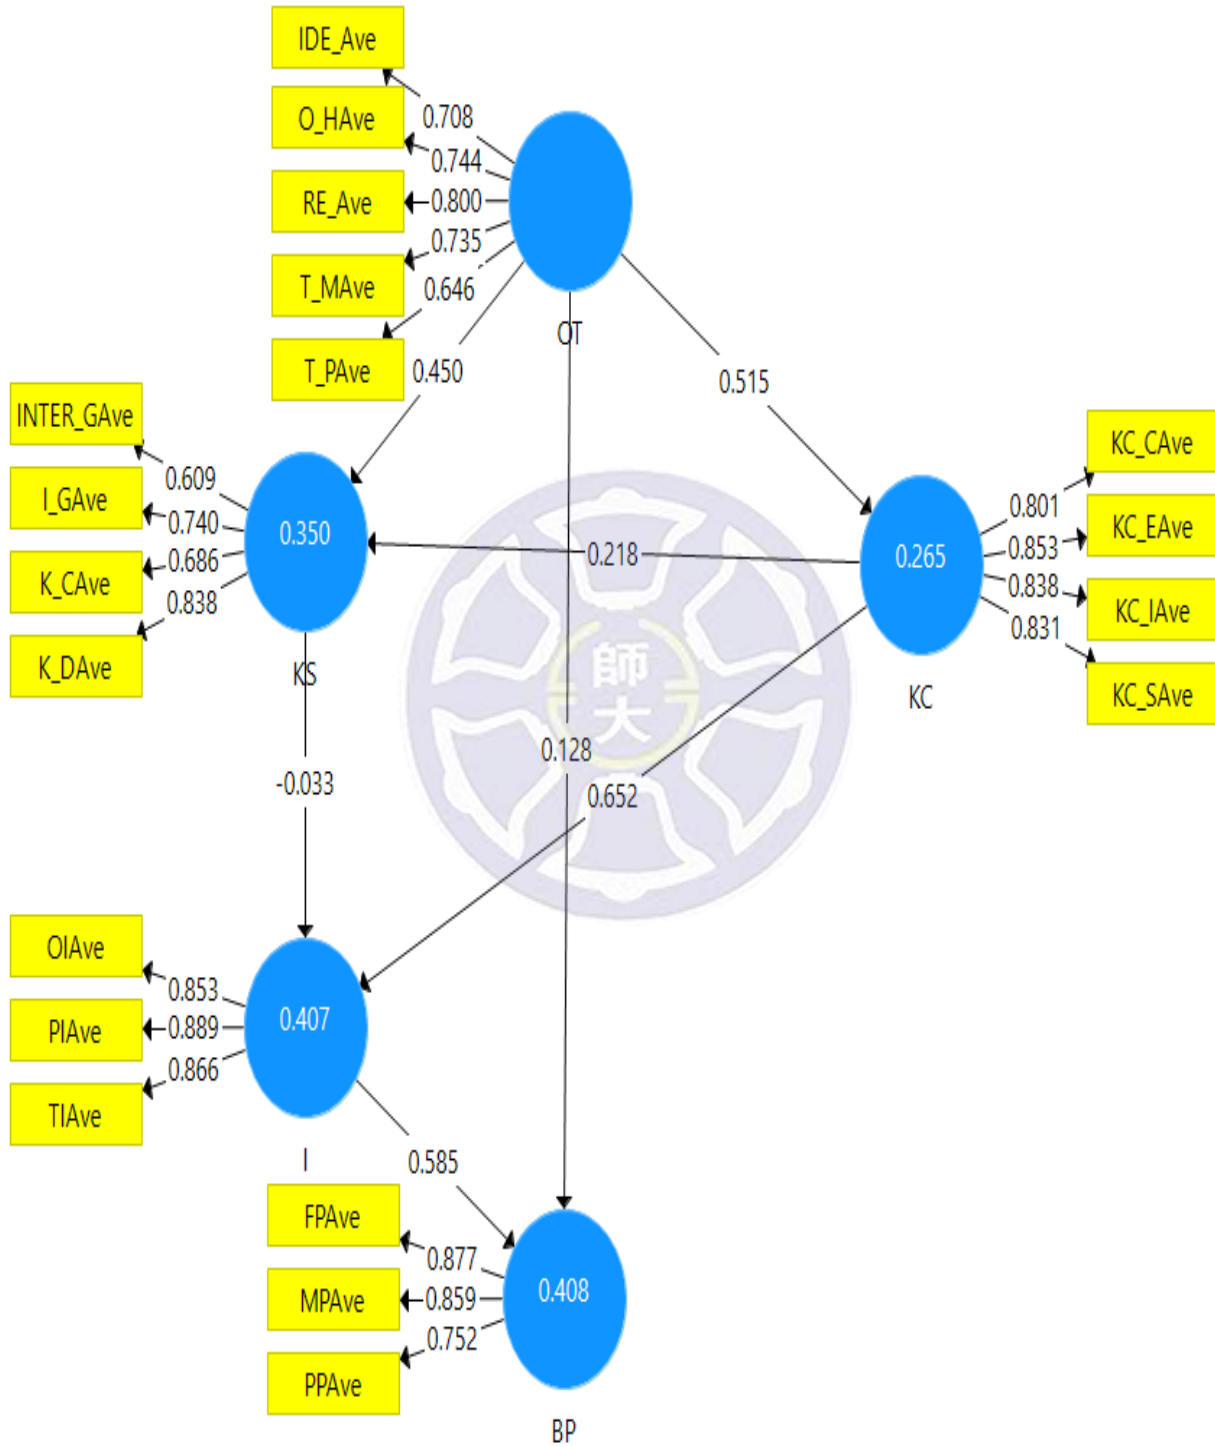 IDE_Ave
0.708
O_HAve
0.744
RE_Ave
0.800
0.735
T_MAve
0.646
OT
T_PAve
0.450
0.515
INTER_GAve
0.609
I_GAve
0.740
0.350
K_CAve
0.686
0.838
K_DAve
KS
0.218
KC_CAve
0.801
KC_EAve
0.853
0.265
0.838
KC_IAve
0.831
KC_SAve
KC
師
大
0.128
-0.033
0.652
OIAve
0.853
PIAve
0.889
0.407
0.866
TIAve
I
0.585
FPAve
0.877
MPAve
0.859
0.408
0.752
PPAve
BP